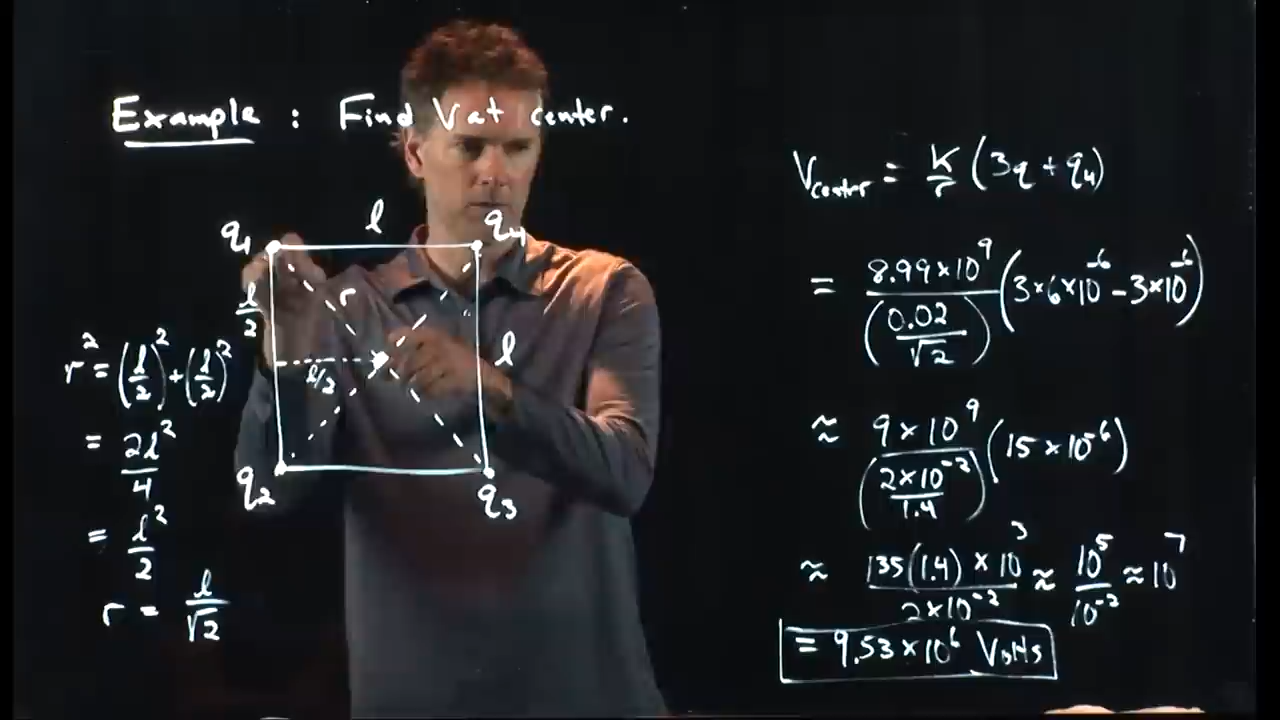 Example : Find V at center.
q₁ l q₄
r
l/2
l/2
l
q₂ q₃
r² = (l/2)² + (l/2)²
= 2l²/4
= l²/2
r = l/√2
V_center = K/r (3q + q₄)
= 8.99×10⁹/(0.02/√2) (3×6×10⁻⁶ − 3×10⁻⁶)
≈ 9×10⁹/(2×10⁻²/1.4) (15×10⁻⁶)
≈ 135(1.4)×10³/2×10⁻² ≈ 10⁵/10⁻² ≈ 10⁷
= 9.53×10⁶ Volts